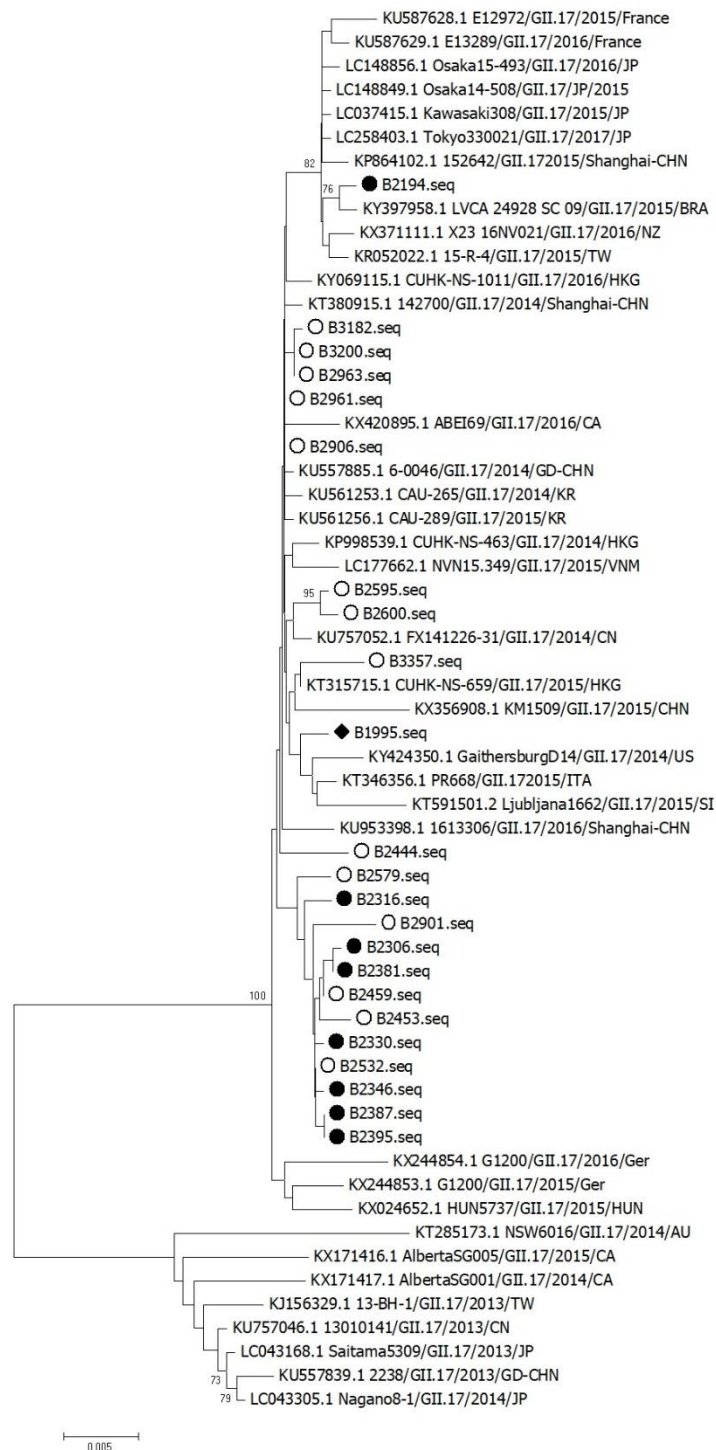 KU587628.1 E12972/GII.17/2015/France
KU587629.1 E13289/GII.17/2016/France
LC148856.1 Osaka15-493/GII.17/2016/JP
LC148849.1 Osaka14-508/GII.17/JP/2015
LC037415.1 Kawasaki308/GII.17/2015/JP
LC258403.1 Tokyo330021/GII.17/2017/JP
KP864102.1 152642/GII.172015/Shanghai-CHN
82
B2194.seq
76
KY397958.1 LVCA 24928 SC 09/GII.17/2015/BRA
KX371111.1 X23 16NV021/GII.17/2016/NZ
KR052022.1 15-R-4/GII.17/2015/TW
KY069115.1 CUHK-NS-1011/GII.17/2016/HKG
KT380915.1 142700/GII.17/2014/Shanghai-CHN
B3182.seq
B3200.seq
B2963.seq
B2961.seq
KX420895.1 ABEI69/GII.17/2016/CA
B2906.seq
KU557885.1 6-0046/GII.17/2014/GD-CHN
KU561253.1 CAU-265/GII.17/2014/KR
KU561256.1 CAU-289/GII.17/2015/KR
KP998539.1 CUHK-NS-463/GII.17/2014/HKG
LC177662.1 NVN15.349/GII.17/2015/VNM
95
B2595.seq
B2600.seq
KU757052.1 FX141226-31/GII.17/2014/CN
B3357.seq
KT315715.1 CUHK-NS-659/GII.17/2015/HKG
KX356908.1 KM1509/GII.17/2015/CHN
B1995.seq
KY424350.1 GaithersburgD14/GII.17/2014/US
KT346356.1 PR668/GII.172015/ITA
KT591501.2 Ljubljana1662/GII.17/2015/SI
KU953398.1 1613306/GII.17/2016/Shanghai-CHN
B2444.seq
B2579.seq
B2316.seq
B2901.seq
B2306.seq
B2381.seq
100
B2459.seq
B2453.seq
B2330.seq
B2532.seq
B2346.seq
B2387.seq
B2395.seq
KX244854.1 G1200/GII.17/2016/Ger
KX244853.1 G1200/GII.17/2015/Ger
KX024652.1 HUN5737/GII.17/2015/HUN
KT285173.1 NSW6016/GII.17/2014/AU
KX171416.1 AlbertaSG005/GII.17/2015/CA
KX171417.1 AlbertaSG001/GII.17/2014/CA
KJ156329.1 13-BH-1/GII.17/2013/TW
KU757046.1 13010141/GII.17/2013/CN
LC043168.1 Saitama5309/GII.17/2013/JP
73
KU557839.1 2238/GII.17/2013/GD-CHN
79
LC043305.1 Nagano8-1/GII.17/2014/JP
0.005